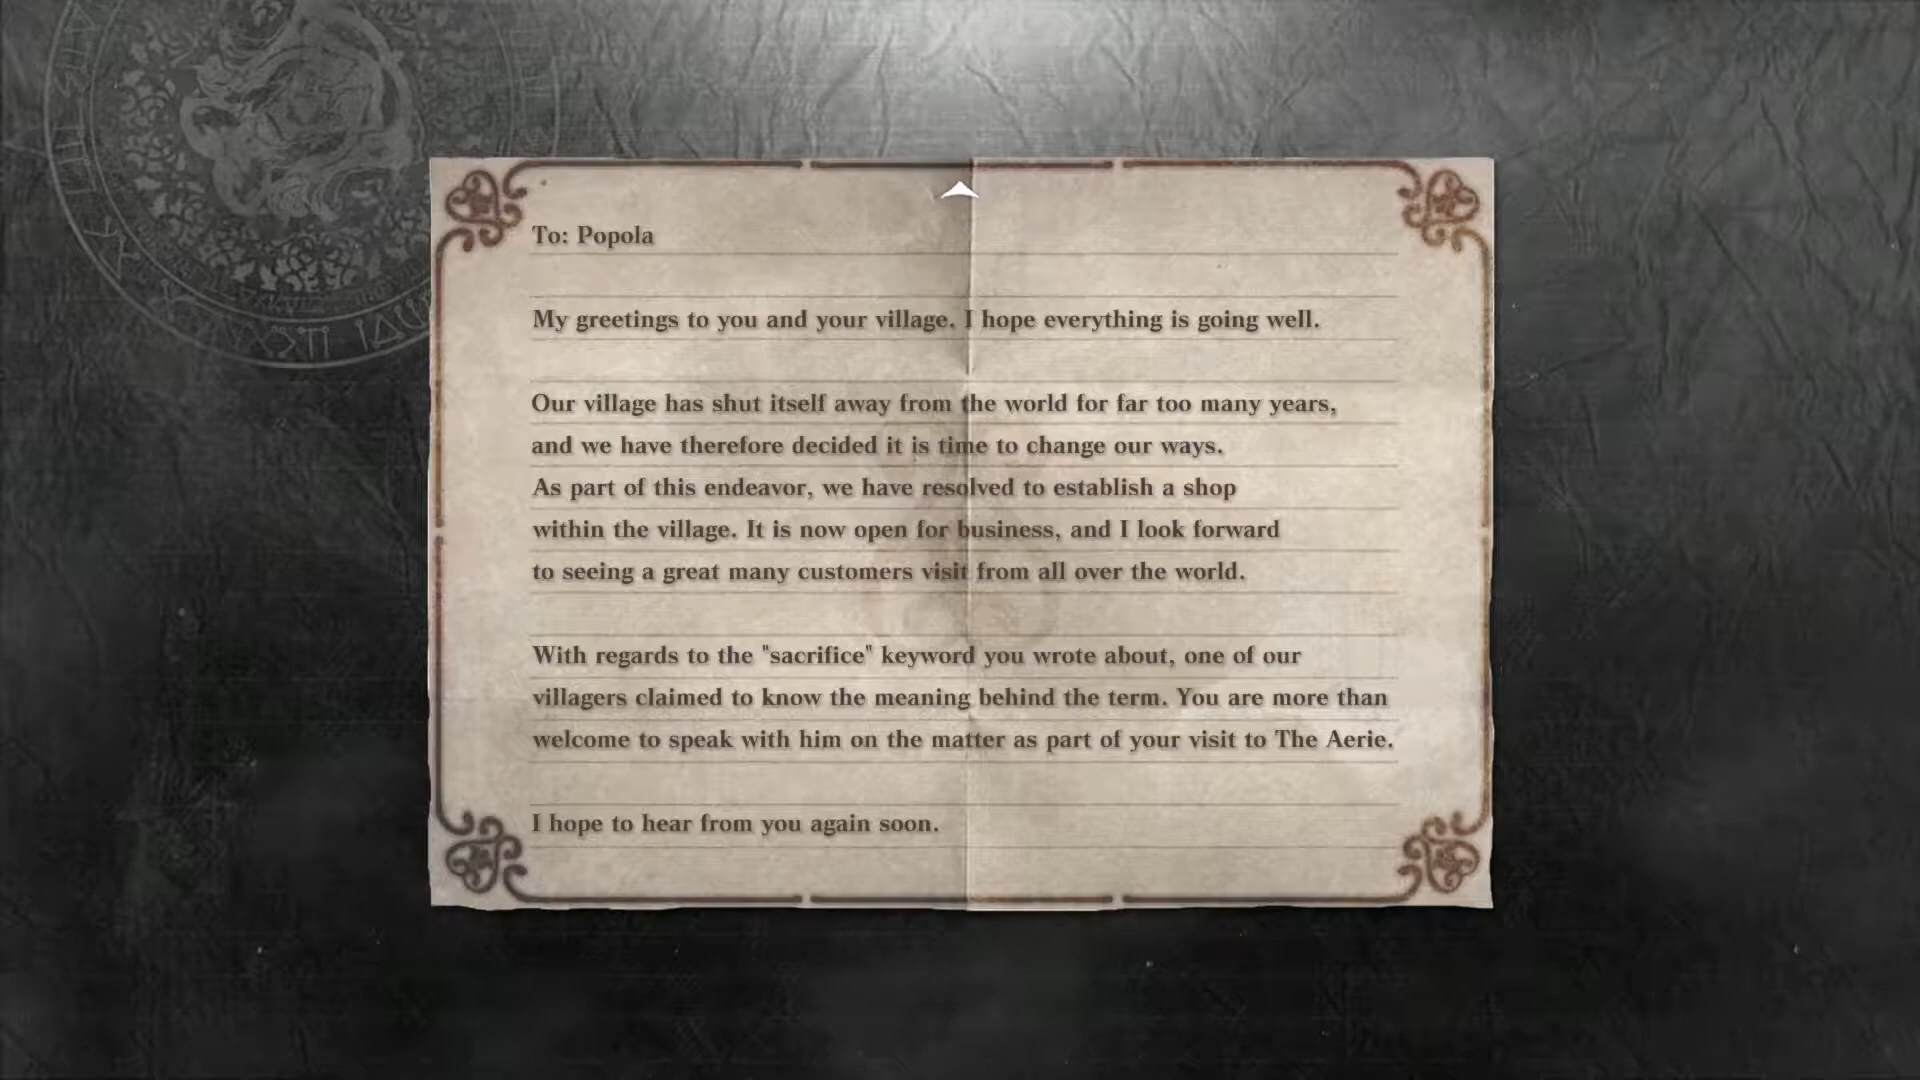 To: Popola
My greetings to you and your village. I hope everything is going well.
Our village has shut itself away from the world for far too many years,
and we have therefore decided it is time to change our ways.
As part of this endeavor, we have resolved to establish a shop
within the village. It is now open for business, and I look forward
to seeing a great many customers visit from all over the world.
With regards to the "sacrifice" keyword you wrote about, one of our
villagers claimed to know the meaning behind the term. You are more than
welcome to speak with him on the matter as part of your visit to The Aerie.
I hope to hear from you again soon.